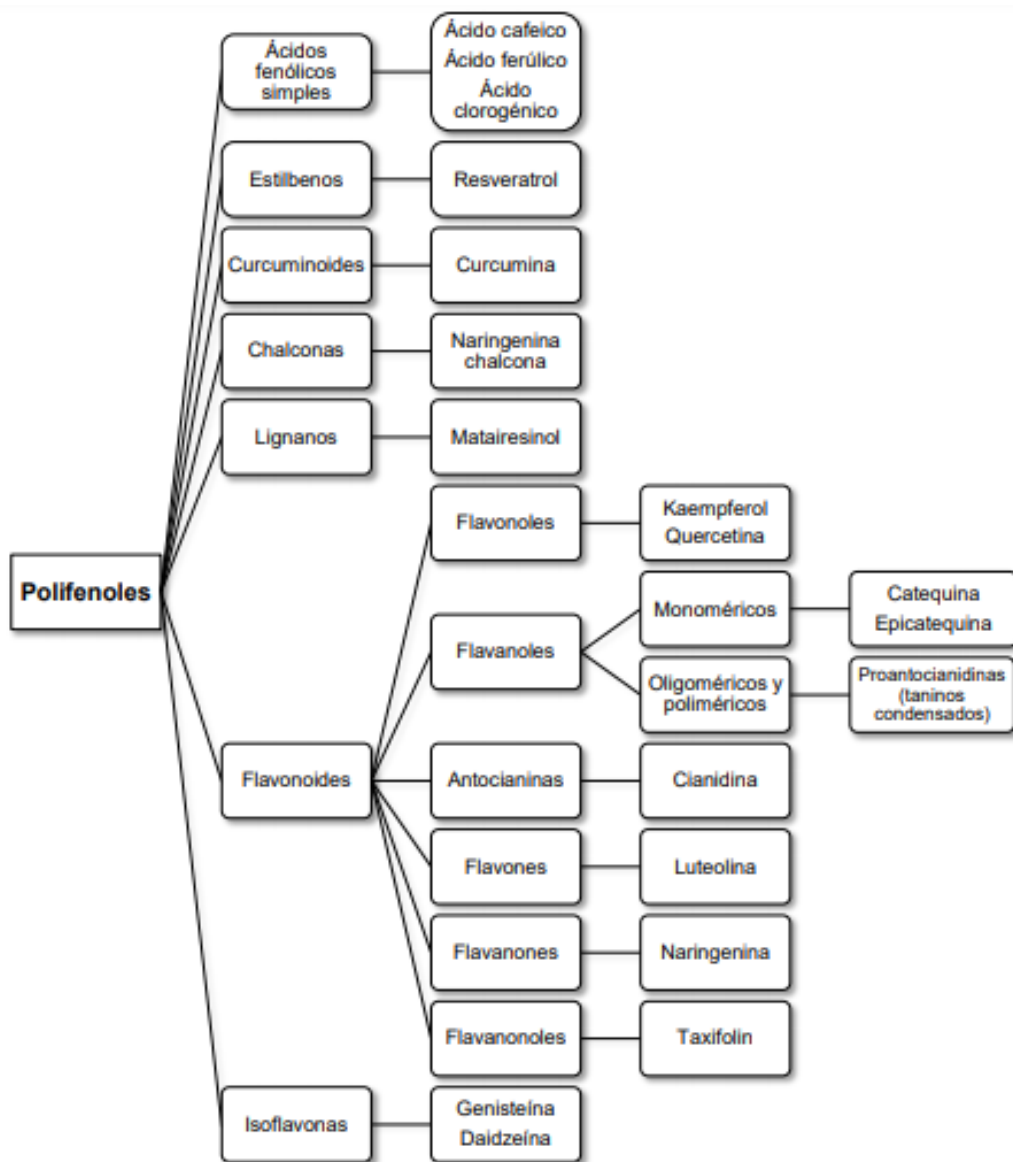 Ácidos
fenólicos
simples
Ácido cafeico
Ácido ferúlico
Ácido
clorogénico
Estilbenos
Resveratrol
Curcuminoides
Curcumina
Chalconas
Naringenina
chalcona
Lignanos
Matairesinol
Polifenoles
Flavonoides
Flavonoles
Kaempferol
Quercetina
Flavanoles
Monoméricos
Catequina
Epicatequina
Oligoméricos y
poliméricos
Proantocianidinas
(taninos
condensados)
Antocianinas
Cianidina
Flavones
Luteolina
Flavanones
Naringenina
Flavanonoles
Taxifolin
Isoflavonas
Genisteína
Daidzeína